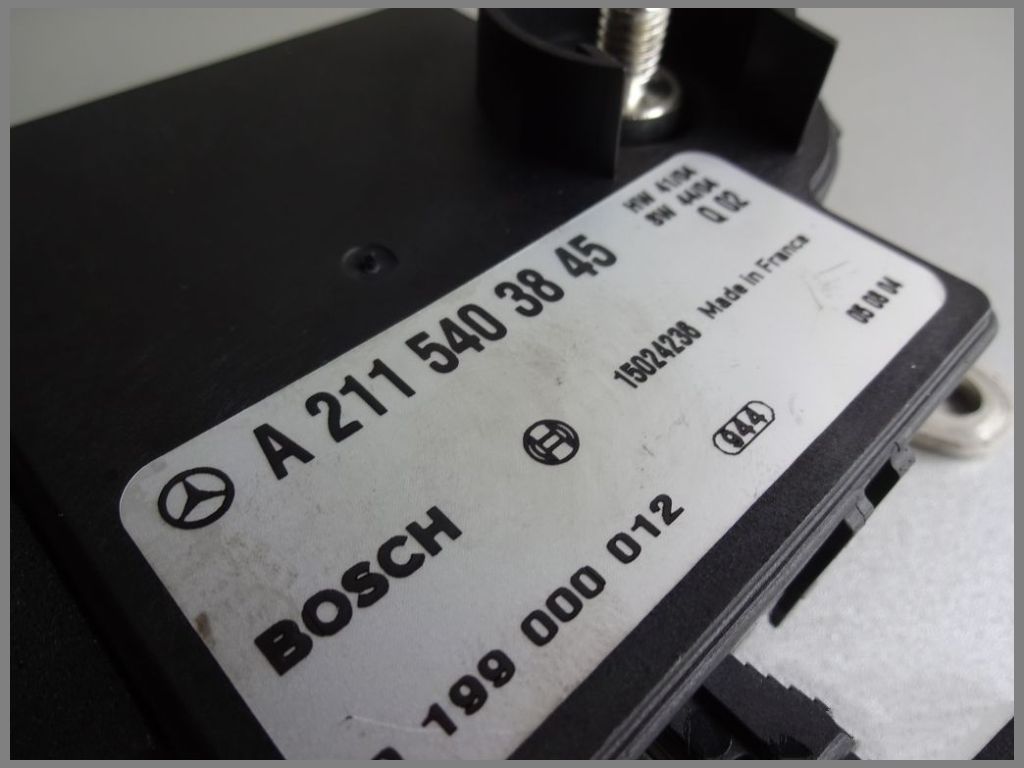 A 211 540 38 45
HW 41/04
BW 44/04
Q 02
15024236 Made in France
05 08 04
BOSCH
944
199 000 012